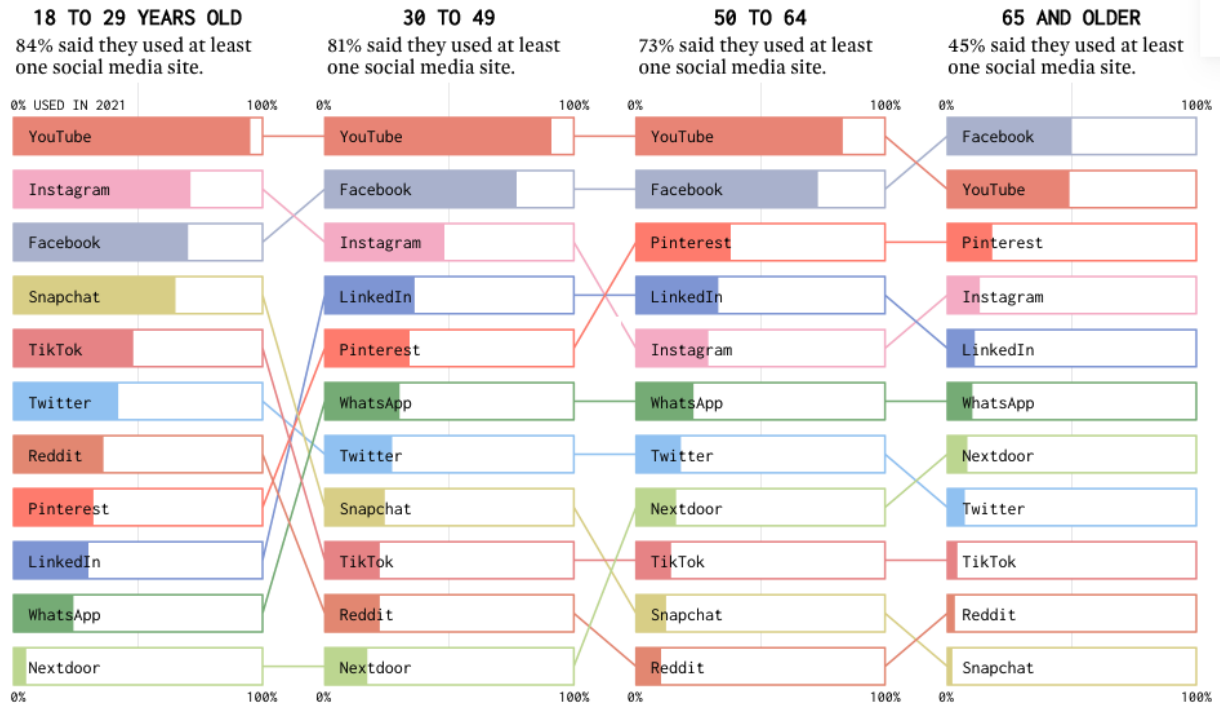 18 TO 29 YEARS OLD
84% said they used at least
one social media site.
0% USED IN 2021 100%
YouTube
Instagram
Facebook
Snapchat
TikTok
Twitter
Reddit
Pinterest
LinkedIn
WhatsApp
Nextdoor
0% 100%
30 TO 49
81% said they used at least
one social media site.
0% 100%
YouTube
Facebook
Instagram
LinkedIn
Pinterest
WhatsApp
Twitter
Snapchat
TikTok
Reddit
Nextdoor
0% 100%
50 TO 64
73% said they used at least
one social media site.
0% 100%
YouTube
Facebook
Pinterest
LinkedIn
Instagram
WhatsApp
Twitter
Nextdoor
TikTok
Snapchat
Reddit
0% 100%
65 AND OLDER
45% said they used at least
one social media site.
0% 100%
Facebook
YouTube
Pinterest
Instagram
LinkedIn
WhatsApp
Nextdoor
Twitter
TikTok
Reddit
Snapchat
0% 100%